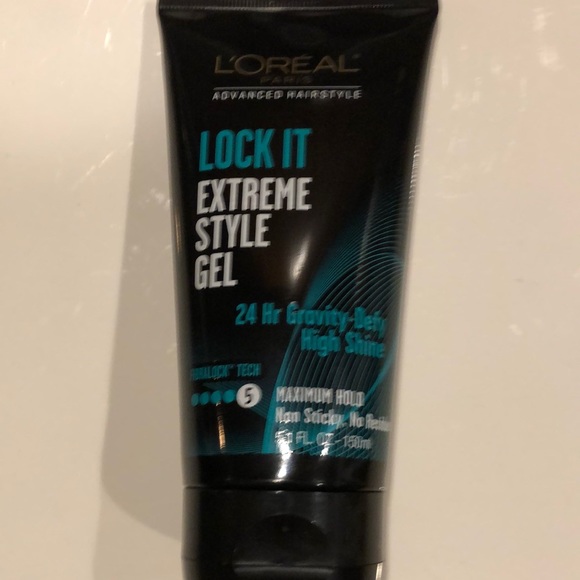 L'ORÉAL
PARIS
ADVANCED HAIRSTYLE
LOCK IT
EXTREME
STYLE
GEL
24 Hr Gravity-Defy
High Shine
TECH
5
MAXIMUM HOLD
Non Sticky, No
FL. OZ - 150ml